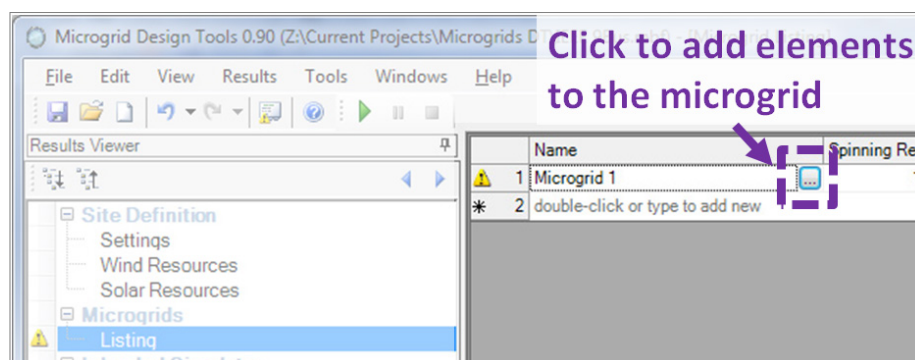 Microgrid Design Tools 0.90 (Z:\Current Projects\Microgrids D
Click to add elements
to the microgrid
File Edit View Results Tools Windows Help
Results Viewer
Name Spinning Re
1 Microgrid 1 ...
2 double-click or type to add new
Site Definition
Settings
Wind Resources
Solar Resources
Microgrids
Listing